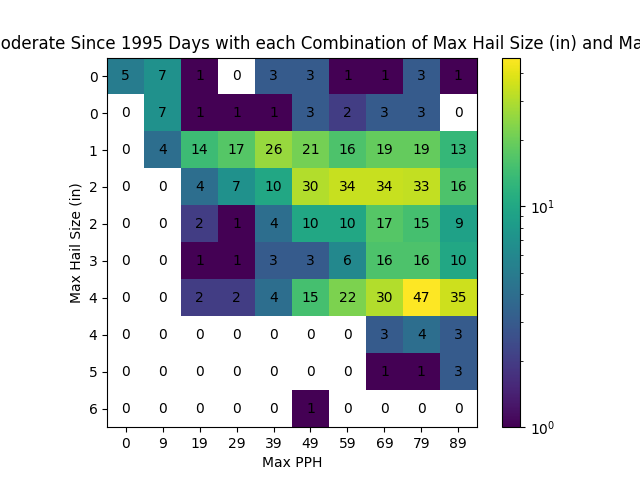 oderate Since 1995 Days with each Combination of Max Hail Size (in) and Ma
0 5 7 1 0 3 3 1 1 3 1
0 0 7 1 1 1 3 2 3 3 0
1 0 4 14 17 26 21 16 19 19 13
2 0 0 4 7 10 30 34 34 33 16
2 0 0 2 1 4 10 10 17 15 9
3 0 0 1 1 3 3 6 16 16 10
4 0 0 2 2 4 15 22 30 47 35
4 0 0 0 0 0 0 0 3 4 3
5 0 0 0 0 0 0 0 1 1 3
6 0 0 0 0 0 1 0 0 0 0
0 9 19 29 39 49 59 69 79 89
Max PPH
Max Hail Size (in)
10¹
10⁰